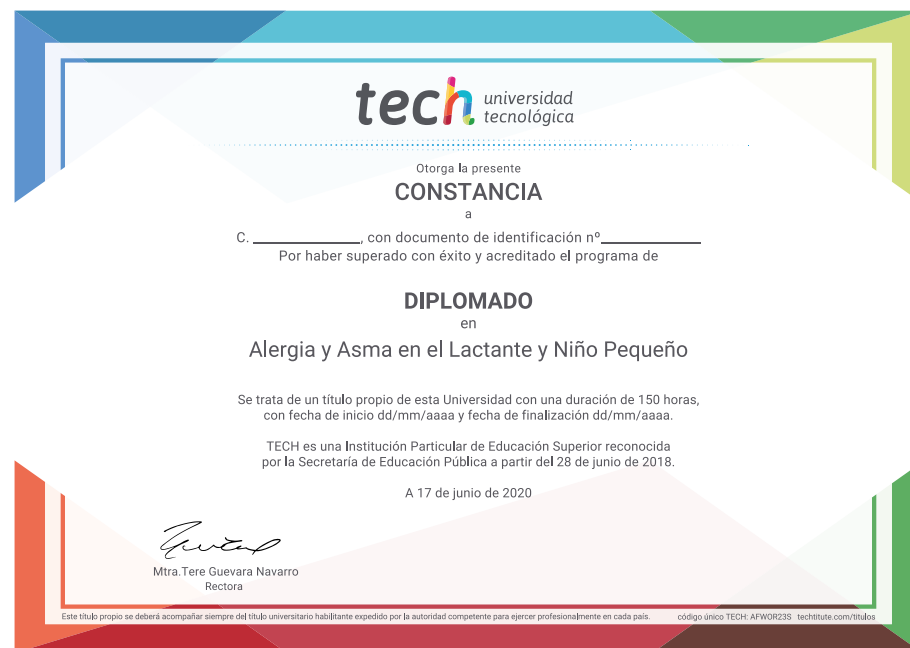 tech universidad
tecnológica
Otorga la presente
CONSTANCIA
a
C. ____________, con documento de identificación nº____________
Por haber superado con éxito y acreditado el programa de
DIPLOMADO
en
Alergia y Asma en el Lactante y Niño Pequeño
Se trata de un título propio de esta Universidad con una duración de 150 horas,
con fecha de inicio dd/mm/aaaa y fecha de finalización dd/mm/aaaa.
TECH es una Institución Particular de Educación Superior reconocida
por la Secretaría de Educación Pública a partir del 28 de junio de 2018.
A 17 de junio de 2020
Mtra.Tere Guevara Navarro
Rectora
Este título propio se deberá acompañar siempre del título universitario habilitante expedido por la autoridad competente para ejercer profesionalmente en cada país. código único TECH: AFWOR23S techtitute.com/titulos